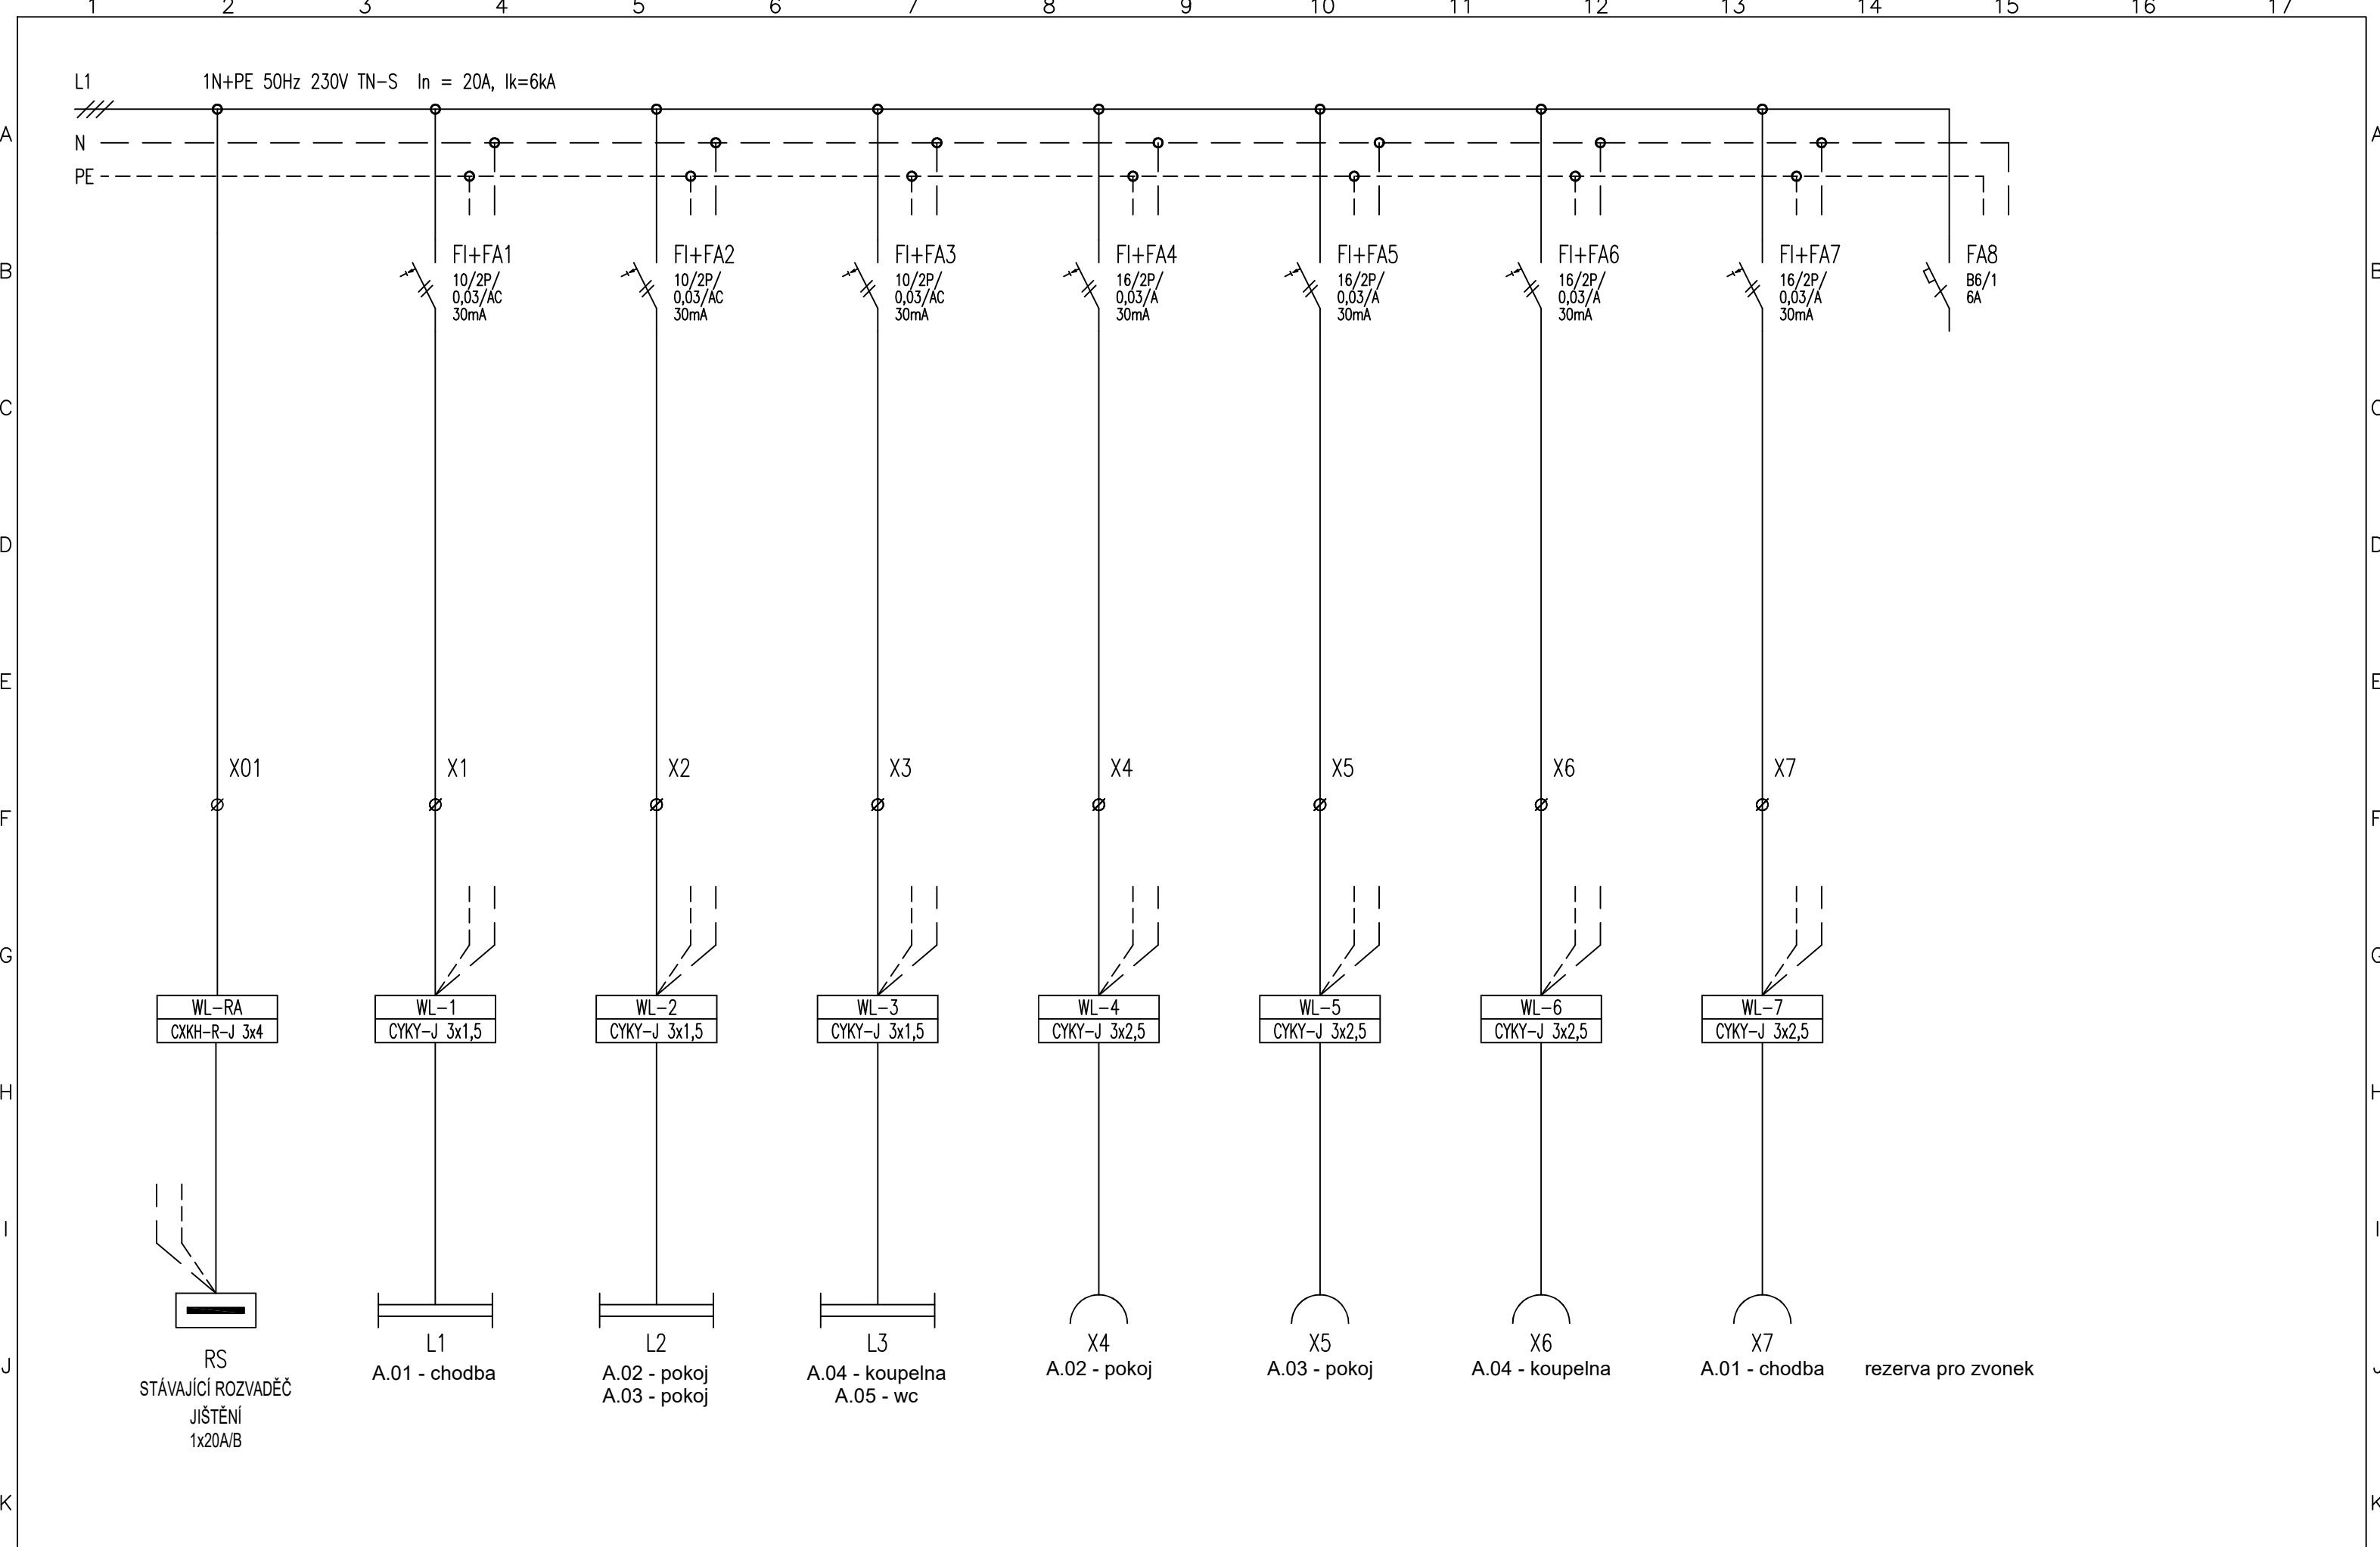 1 2 3 4 5 6 7 8 9 10 11 12 13 14 15 16 17
L1 1N+PE 50Hz 230V TN-S In = 20A, Ik=6kA
A A
N
PE
B B
FI+FA1
10/2P/
0,03/AC
30mA
FI+FA2
10/2P/
0,03/AC
30mA
FI+FA3
10/2P/
0,03/AC
30mA
FI+FA4
16/2P/
0,03/A
30mA
FI+FA5
16/2P/
0,03/A
30mA
FI+FA6
16/2P/
0,03/A
30mA
FI+FA7
16/2P/
0,03/A
30mA
FA8
B6/1
6A
C C
D D
E E
X01 X1 X2 X3 X4 X5 X6 X7
F F
G G
WL-RA
CXKH-R-J 3x4
WL-1
CYKY-J 3x1,5
WL-2
CYKY-J 3x1,5
WL-3
CYKY-J 3x1,5
WL-4
CYKY-J 3x2,5
WL-5
CYKY-J 3x2,5
WL-6
CYKY-J 3x2,5
WL-7
CYKY-J 3x2,5
H H
I I
J J
RS
STÁVAJÍCÍ ROZVADĚČ
JIŠTĚNÍ
1x20A/B
L1
A.01 - chodba
L2
A.02 - pokoj
A.03 - pokoj
L3
A.04 - koupelna
A.05 - wc
X4
A.02 - pokoj
X5
A.03 - pokoj
X6
A.04 - koupelna
X7
A.01 - chodba
rezerva pro zvonek
K K